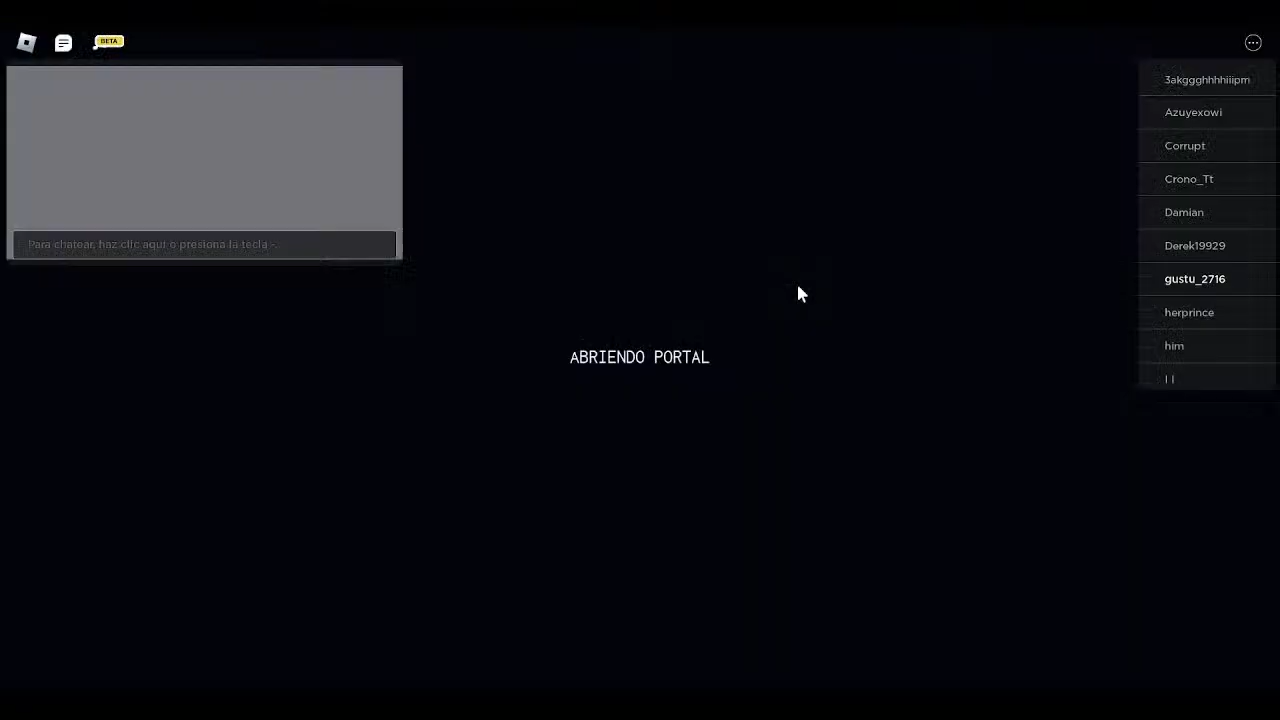 BETA
Para chatear, haz clic aquí o presiona la tecla -.
ABRIENDO PORTAL
3akggghhhhiiipm
Azuyexowi
Corrupt
Crono_Tt
Damian
Derek19929
gustu_2716
herprince
him